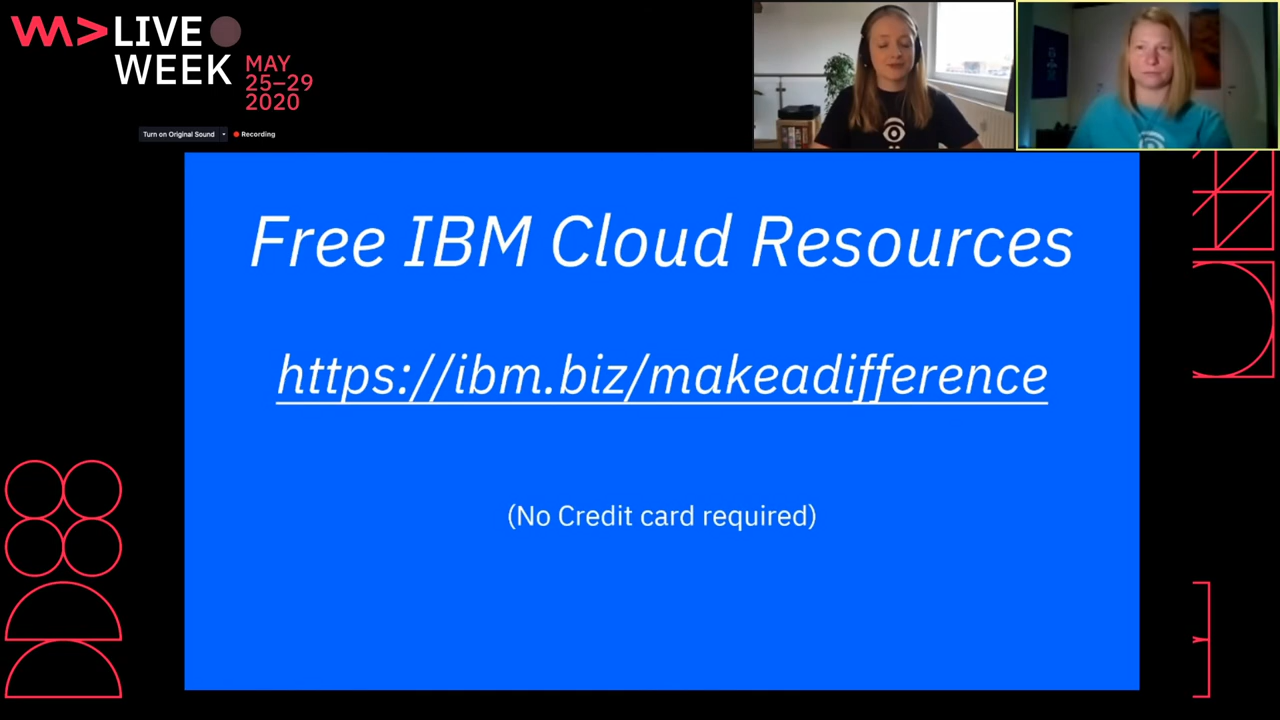 LIVE
WEEK
MAY
25–29
2020
Turn on Original Sound
Recording
Free IBM Cloud Resources
https://ibm.biz/makeadifference
(No Credit card required)